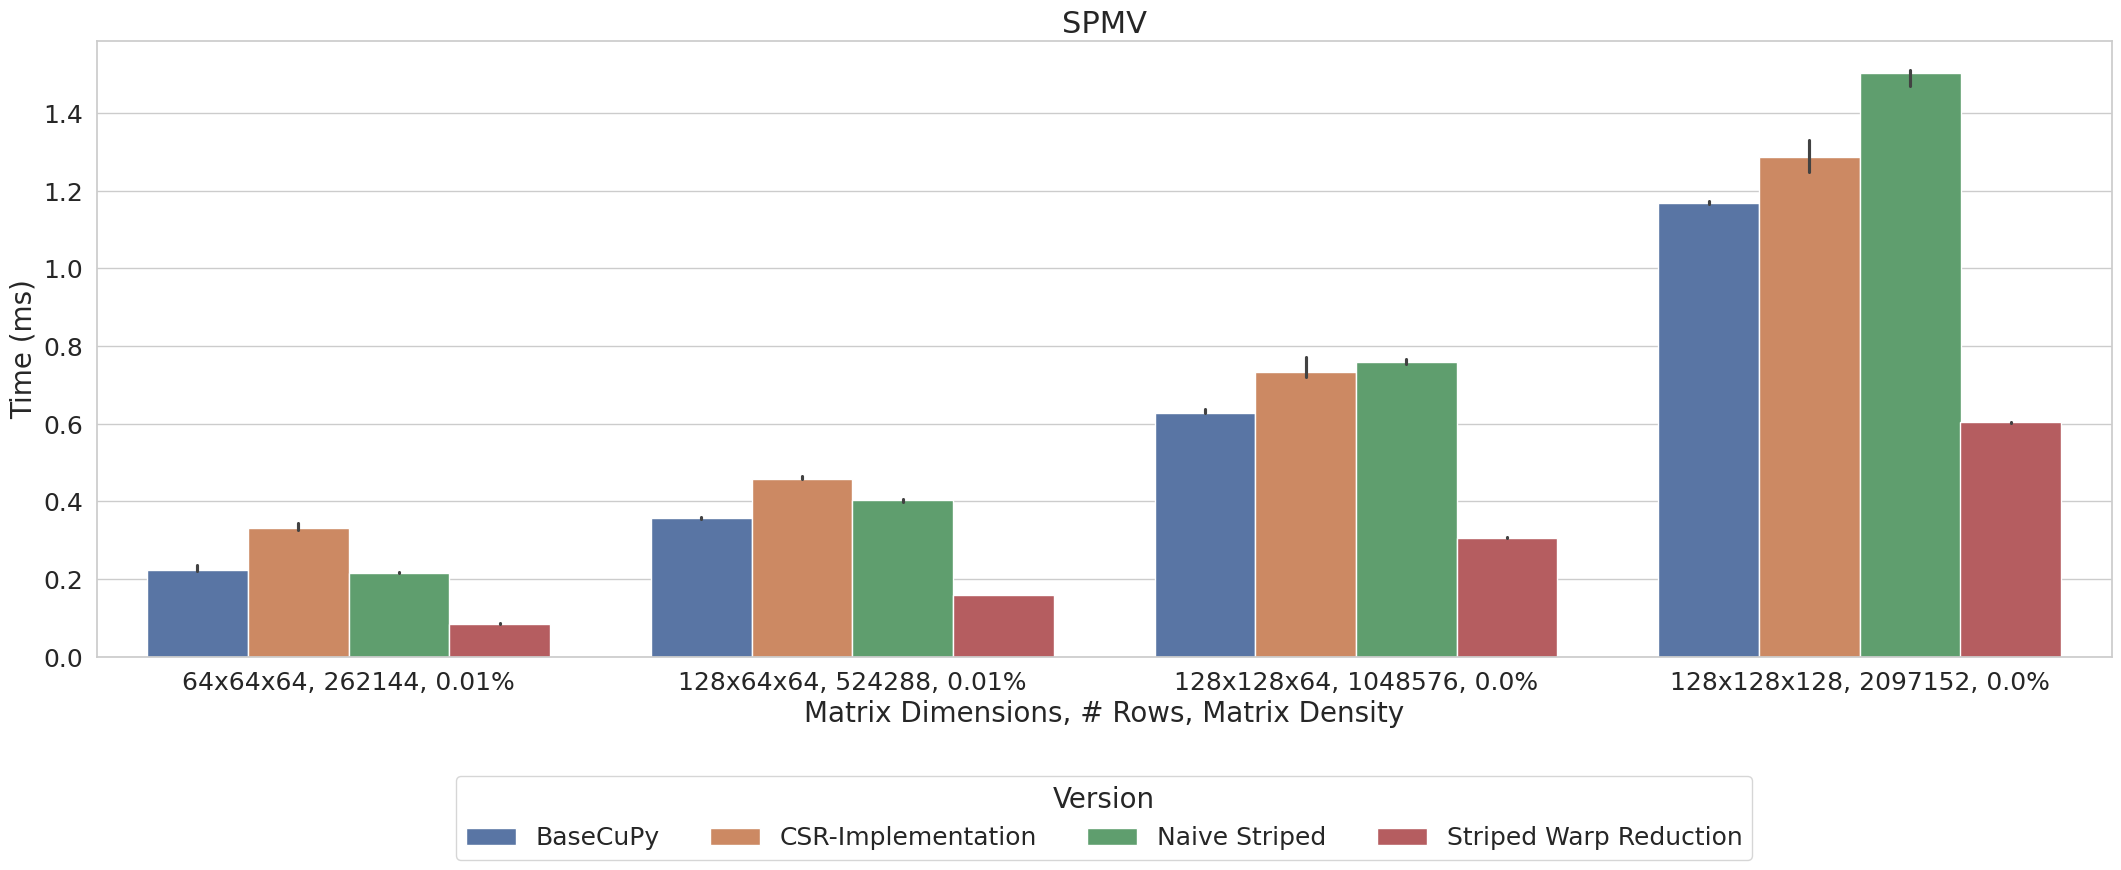 SPMV
Time (ms)
1.4
1.2
1.0
0.8
0.6
0.4
0.2
0.0
64x64x64, 262144, 0.01% 128x64x64, 524288, 0.01% 128x128x64, 1048576, 0.0% 128x128x128, 2097152, 0.0%
Matrix Dimensions, # Rows, Matrix Density
Version
BaseCuPy CSR-Implementation Naive Striped Striped Warp Reduction